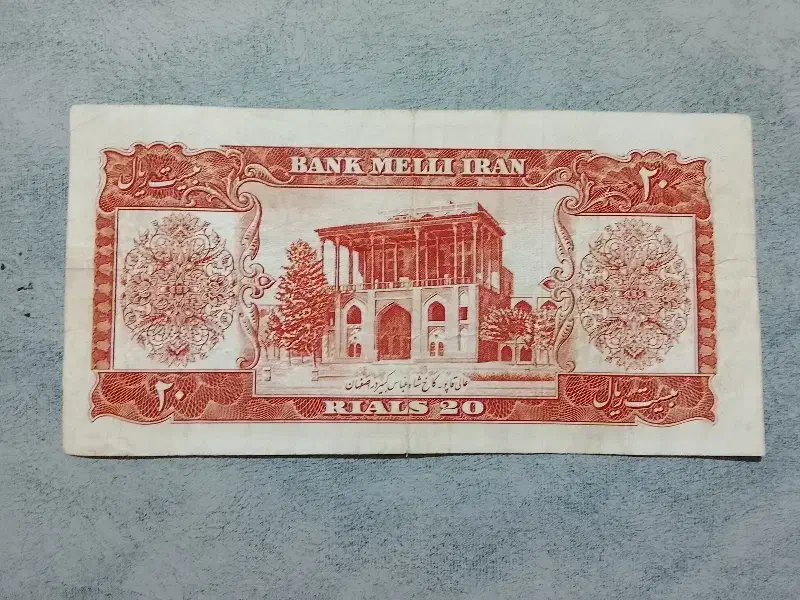 BANK MELLI IRAN
بیست ریال
۲۰
عالی قاپو. کاخ شاه عباس کبیر در اصفهان
۲۰
RIALS 20
بیست ریال